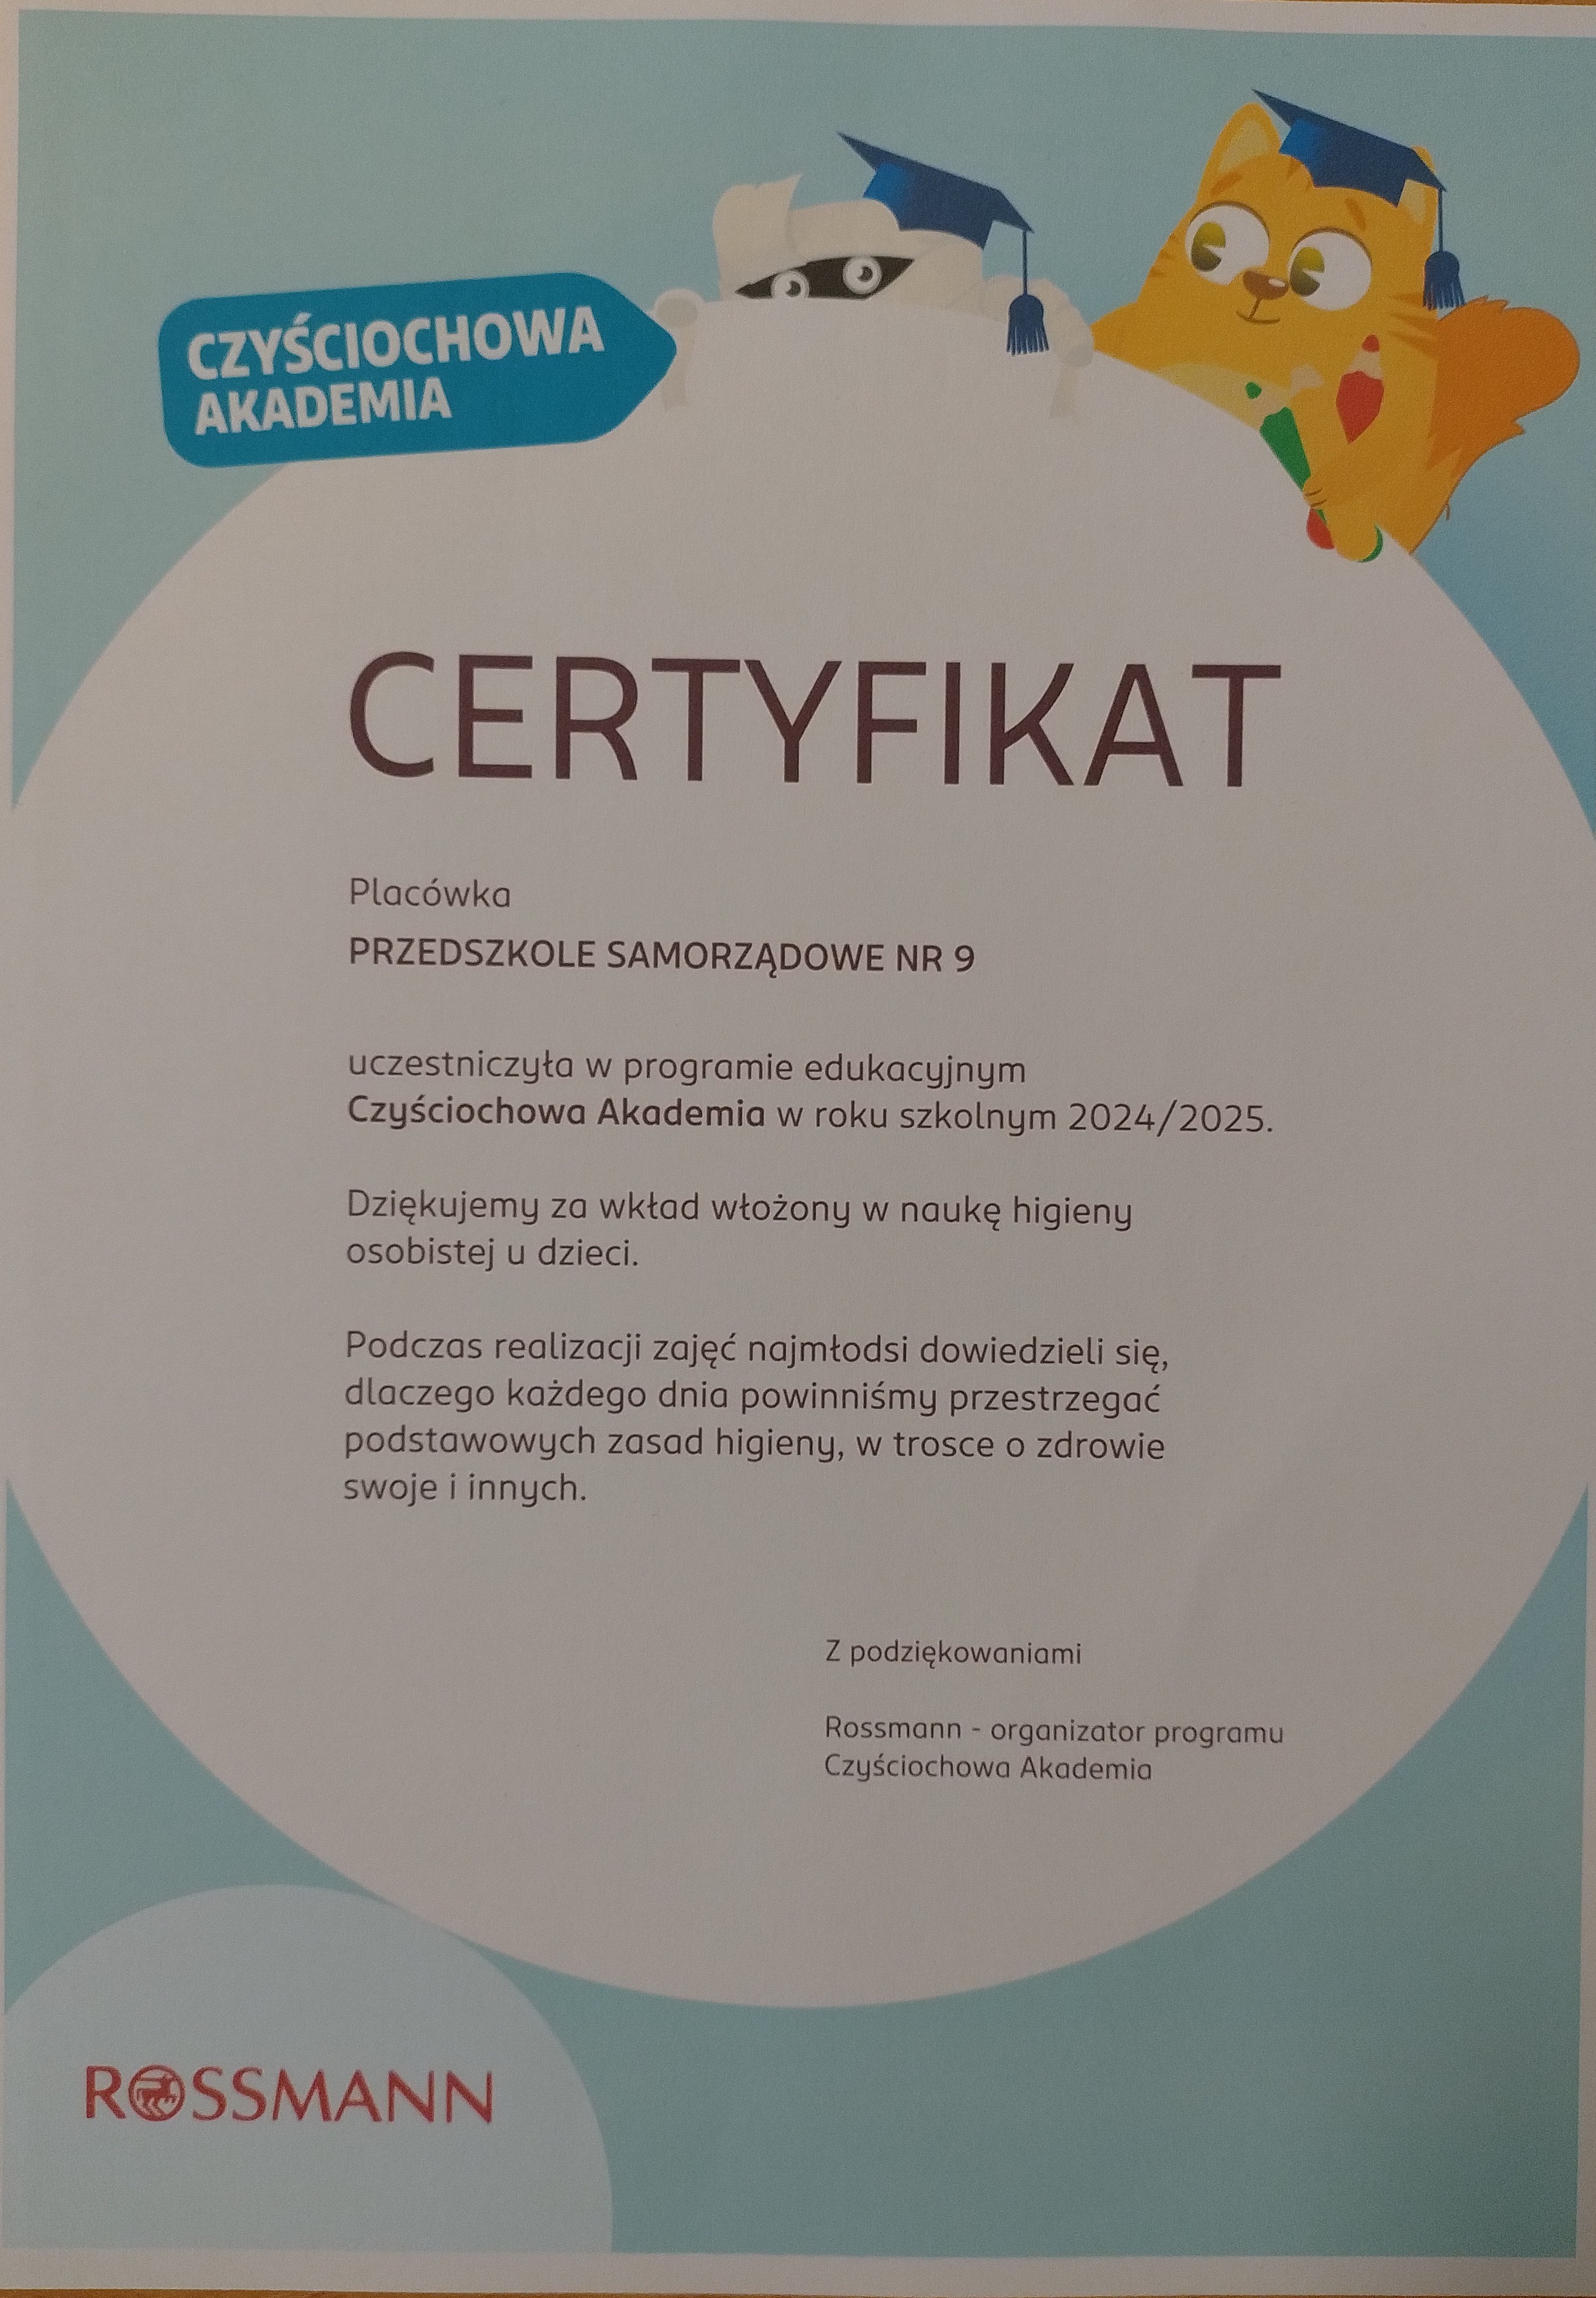 CZYŚCIOCHOWA
AKADEMIA
CERTYFIKAT
Placówka
PRZEDSZKOLE SAMORZĄDOWE NR 9
uczestniczyła w programie edukacyjnym
Czyściochowa Akademia w roku szkolnym 2024/2025.
Dziękujemy za wkład włożony w naukę higieny
osobistej u dzieci.
Podczas realizacji zajęć najmłodsi dowiedzieli się,
dlaczego każdego dnia powinniśmy przestrzegać
podstawowych zasad higieny, w trosce o zdrowie
swoje i innych.
Z podziękowaniami
Rossmann - organizator programu
Czyściochowa Akademia
ROSSMANN